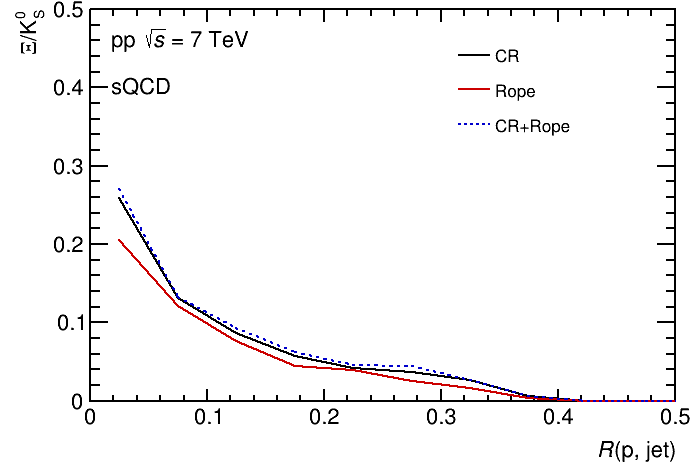 Ξ/K⁰_S
pp √s = 7 TeV
sQCD
CR
Rope
CR+Rope
0.5
0.4
0.3
0.2
0.1
0
0 0.1 0.2 0.3 0.4 0.5
R(p, jet)